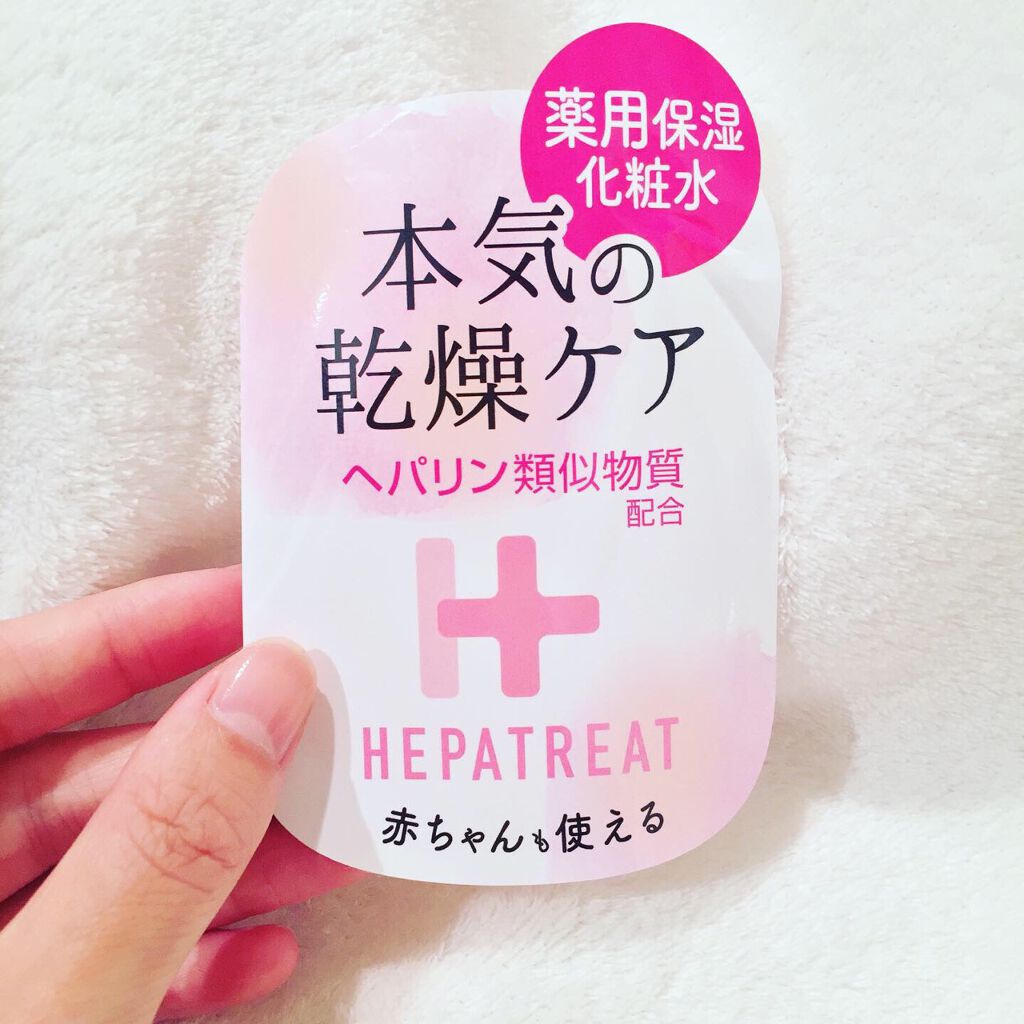 薬用保湿
化粧水
本気の
乾燥ケア
ヘパリン類似物質
配合
HEPATREAT
赤ちゃんも使える